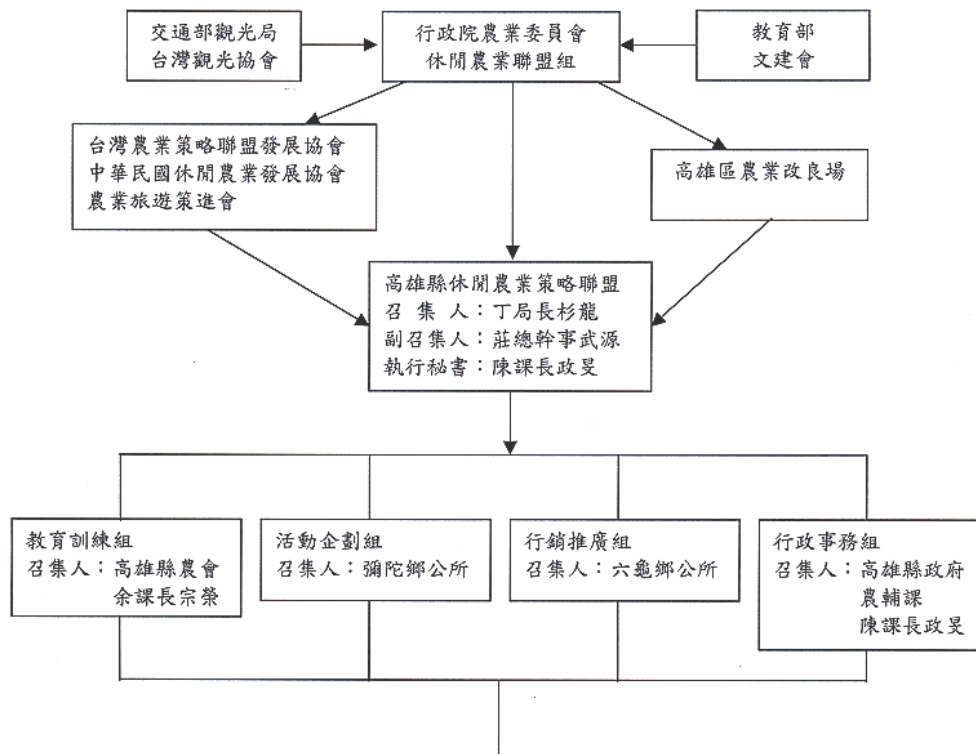 交通部觀光局
台灣觀光協會
行政院農業委員會
休閒農業聯盟組
教育部
文建會
台灣農業策略聯盟發展協會
中華民國休閒農業發展協會
農業旅遊策進會
高雄區農業改良場
高雄縣休閒農業策略聯盟
召 集 人：丁局長杉龍
副召集人：莊總幹事武源
執行秘書：陳課長政旻
教育訓練組
召集人：高雄縣農會
余課長宗榮
活動企劃組
召集人：彌陀鄉公所
行銷推廣組
召集人：六龜鄉公所
行政事務組
召集人：高雄縣政府
農輔課
陳課長政旻